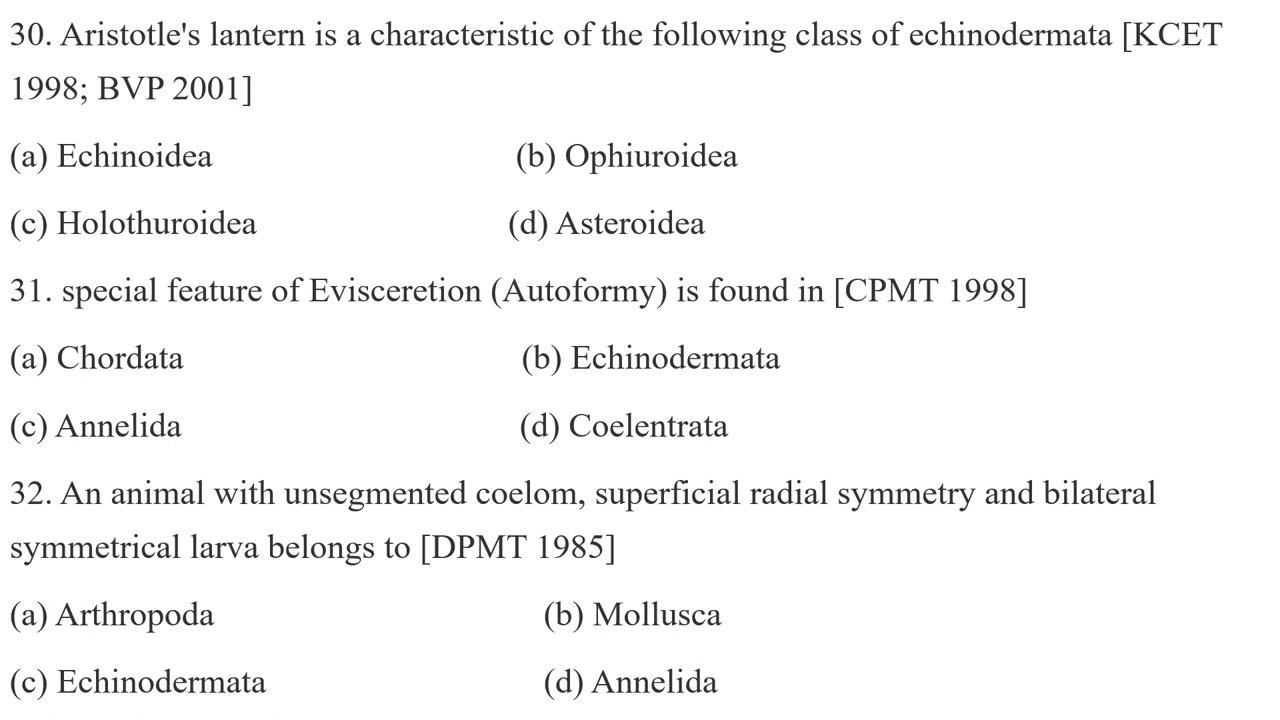 30. Aristotle's lantern is a characteristic of the following class of echinodermata [KCET
1998; BVP 2001]
(a) Echinoidea (b) Ophiuroidea
(c) Holothuroidea (d) Asteroidea
31. special feature of Evisceretion (Autoformy) is found in [CPMT 1998]
(a) Chordata (b) Echinodermata
(c) Annelida (d) Coelentrata
32. An animal with unsegmented coelom, superficial radial symmetry and bilateral
symmetrical larva belongs to [DPMT 1985]
(a) Arthropoda (b) Mollusca
(c) Echinodermata (d) Annelida